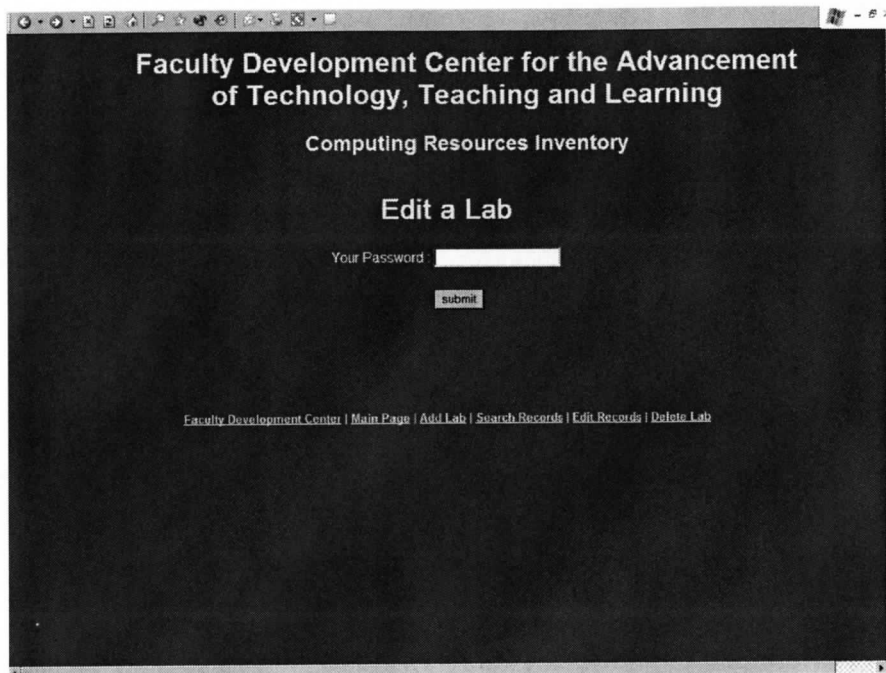 Faculty Development Center for the Advancement
of Technology, Teaching and Learning
Computing Resources Inventory
Edit a Lab
Your Password :
submit
Faculty Development Center | Main Page | Add Lab | Search Records | Edit Records | Delete Lab